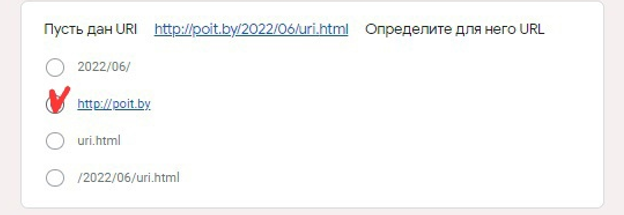 Пусть дан URI http://poit.by/2022/06/uri.html Определите для него URL
2022/06/
http://poit.by
uri.html
/2022/06/uri.html